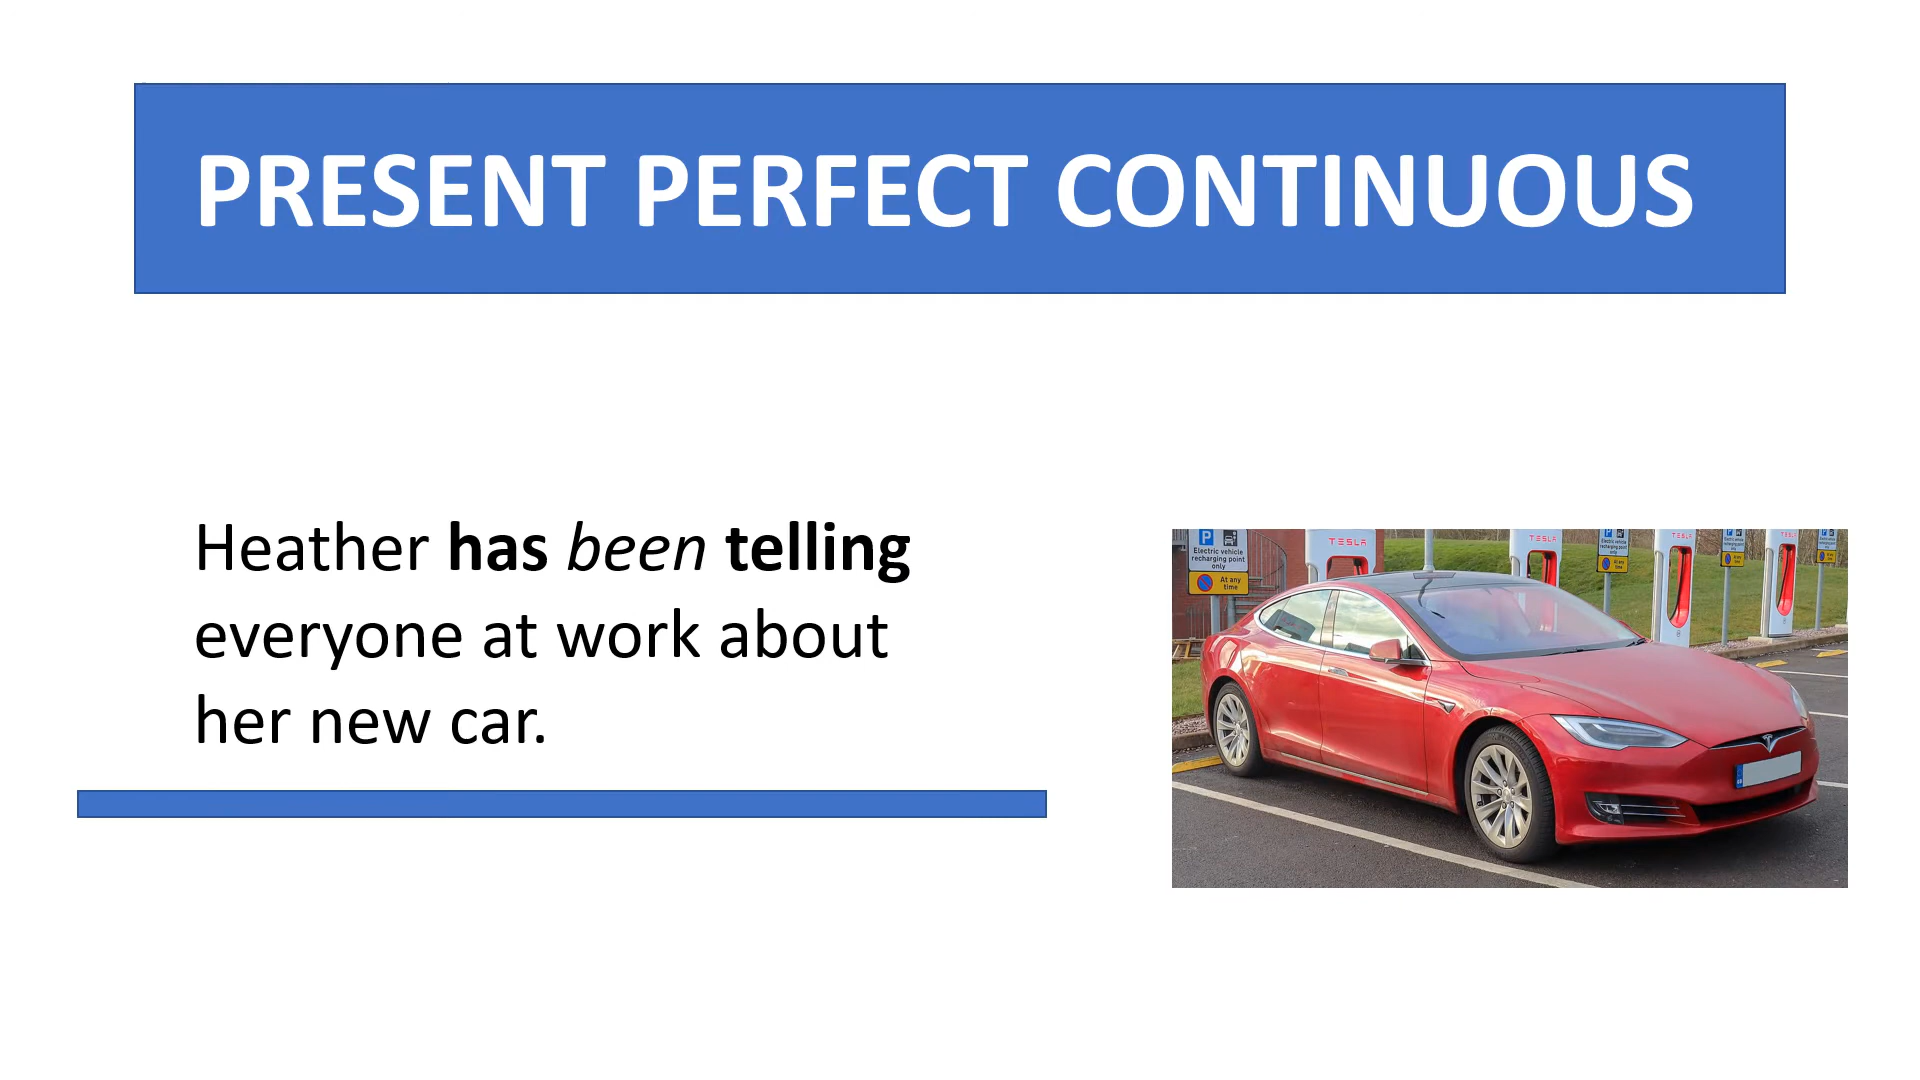 PRESENT PERFECT CONTINUOUS
Heather has been telling
everyone at work about
her new car.
Electric vehicle
recharging point
only
At any
time
TESLA
TESLA
TESLA